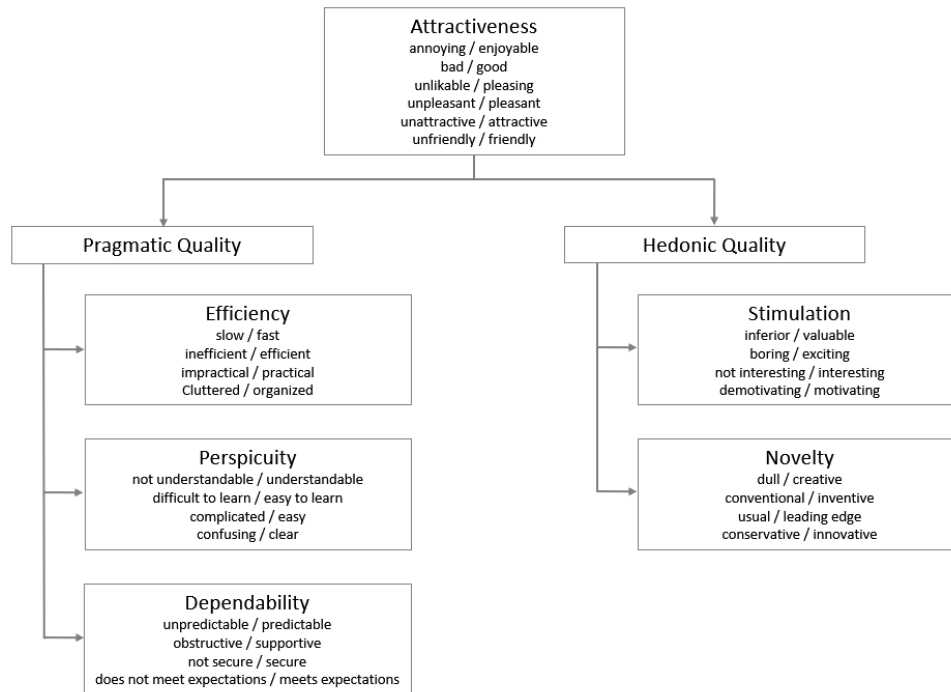 Attractiveness
annoying / enjoyable
bad / good
unlikable / pleasing
unpleasant / pleasant
unattractive / attractive
unfriendly / friendly
Pragmatic Quality
Efficiency
slow / fast
inefficient / efficient
impractical / practical
Cluttered / organized
Perspicuity
not understandable / understandable
difficult to learn / easy to learn
complicated / easy
confusing / clear
Dependability
unpredictable / predictable
obstructive / supportive
not secure / secure
does not meet expectations / meets expectations
Hedonic Quality
Stimulation
inferior / valuable
boring / exciting
not interesting / interesting
demotivating / motivating
Novelty
dull / creative
conventional / inventive
usual / leading edge
conservative / innovative